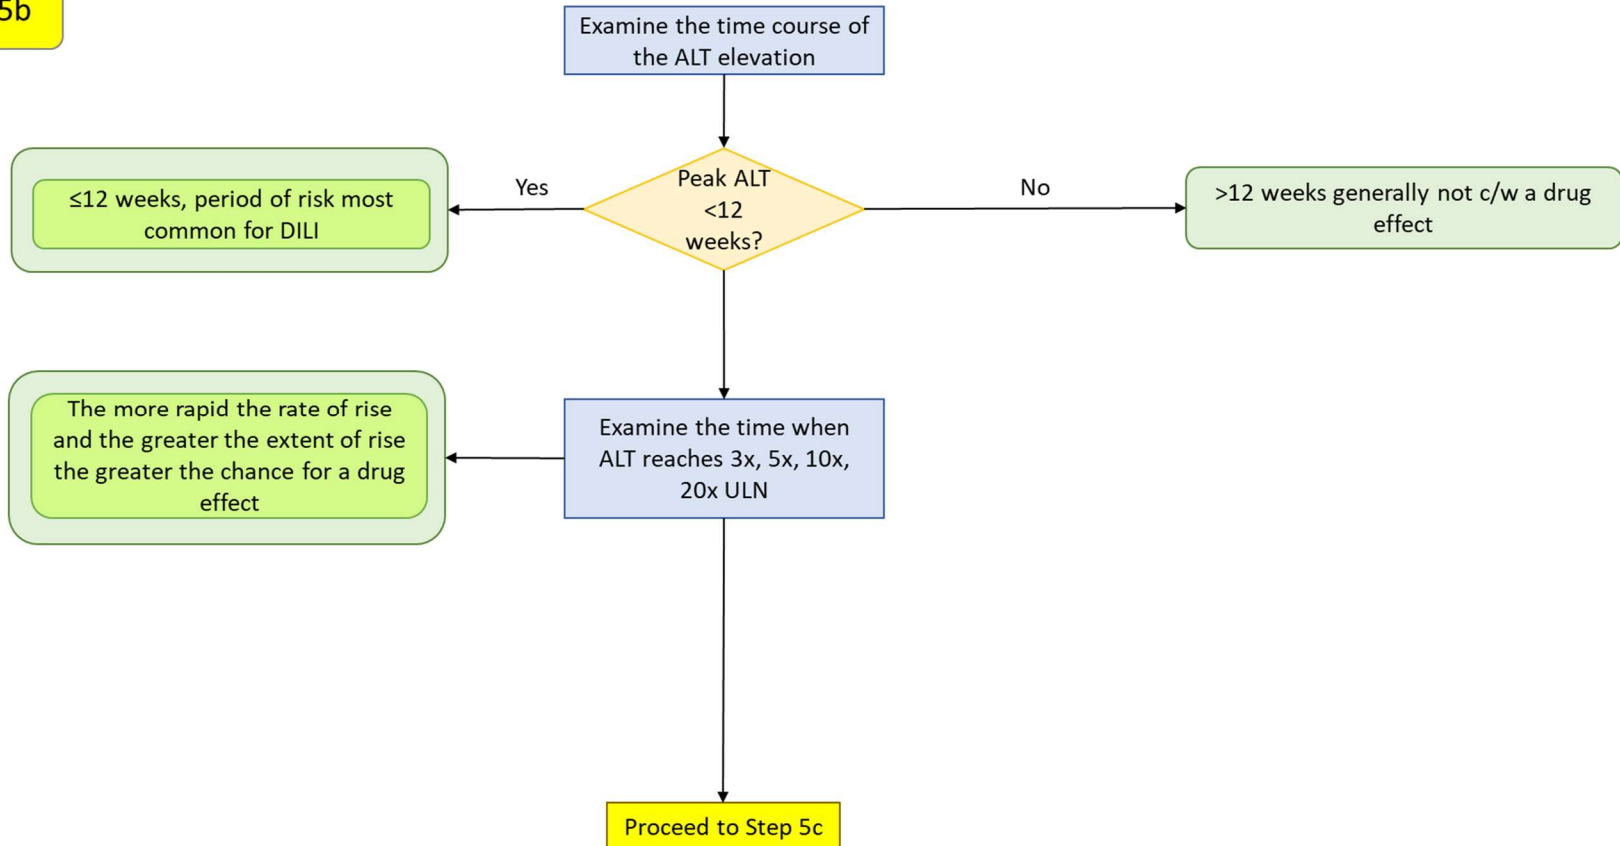 5b
Examine the time course of
the ALT elevation
Yes
Peak ALT
<12
weeks?
No
≤12 weeks, period of risk most
common for DILI
>12 weeks generally not c/w a drug
effect
The more rapid the rate of rise
and the greater the extent of rise
the greater the chance for a drug
effect
Examine the time when
ALT reaches 3x, 5x, 10x,
20x ULN
Proceed to Step 5c